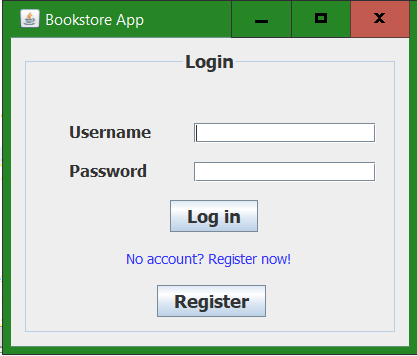 Bookstore App
Login
Username
Password
Log in
No account? Register now!
Register